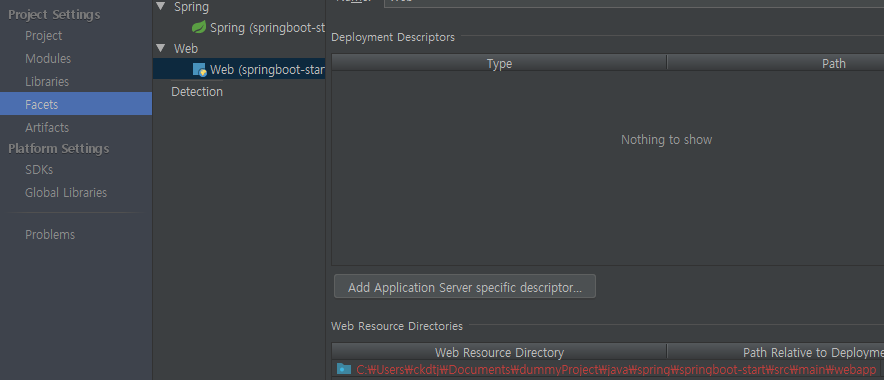 Project Settings
Project
Modules
Libraries
Facets
Artifacts
Platform Settings
SDKs
Global Libraries
Problems
Spring
Spring (springboot-st
Web
Web (springboot-star
Detection
Name: Web
Deployment Descriptors
Type Path
Nothing to show
Add Application Server specific descriptor...
Web Resource Directories
Web Resource Directory Path Relative to Deployme
C:₩Users₩ckdtj₩Documents₩dummyProject₩java₩spring₩springboot-start₩src₩main₩webapp